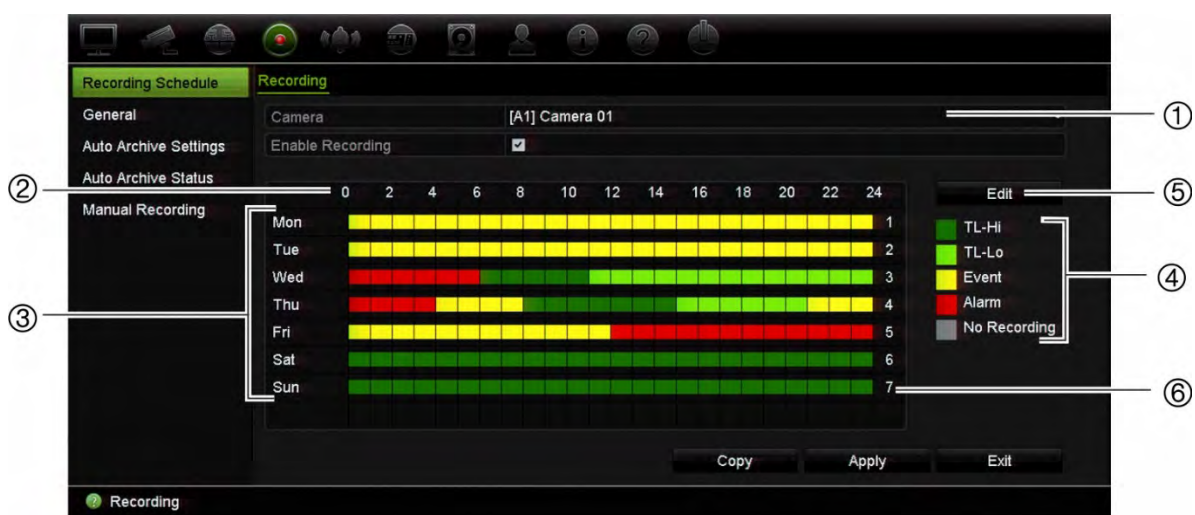 Recording Schedule
Recording
General
Camera
[A1] Camera 01
①
Auto Archive Settings
Enable Recording
Auto Archive Status
②
0 2 4 6 8 10 12 14 16 18 20 22 24
Edit
⑤
Manual Recording
Mon 1
Tue 2
Wed 3
Thu 4
Fri 5
Sat 6
Sun 7
③
TL-Hi
TL-Lo
Event
Alarm
No Recording
④
⑥
Copy
Apply
Exit
Recording